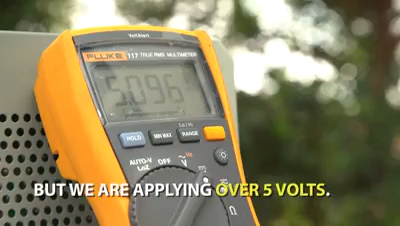 VoltAlert
FLUKE 117 TRUE RMS MULTIMETER
5.096
HOLD MIN MAX RANGE
AUTO-V
LoZ OFF
Ω
BUT WE ARE APPLYING OVER 5 VOLTS.